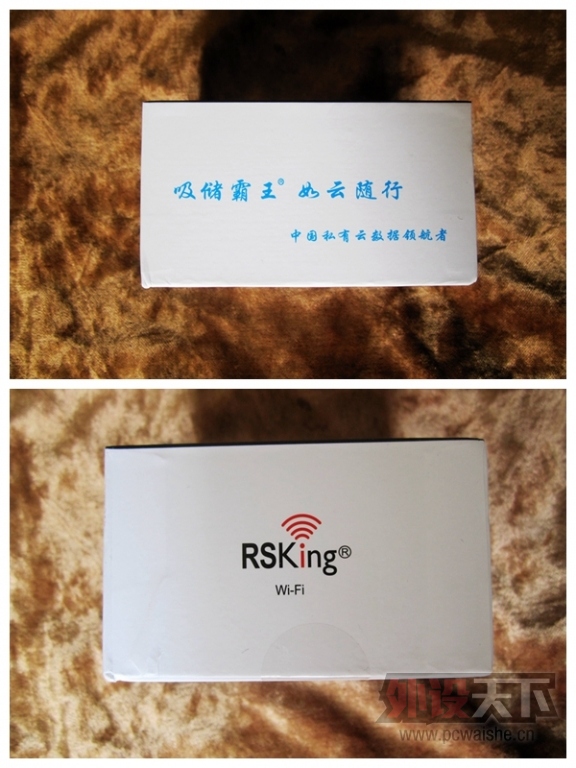 吸储霸王® 如云随行
中国私有云数据领航者
RSKing®
Wi-Fi
外设天下
www.pcwaishe.cn